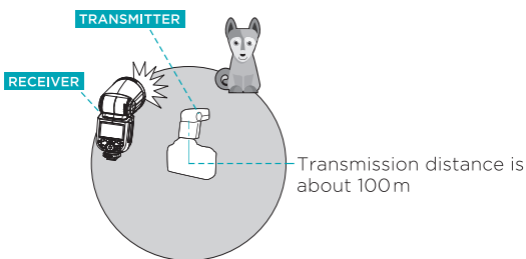 TRANSMITTER
RECEIVER
Transmission distance is
about 100m